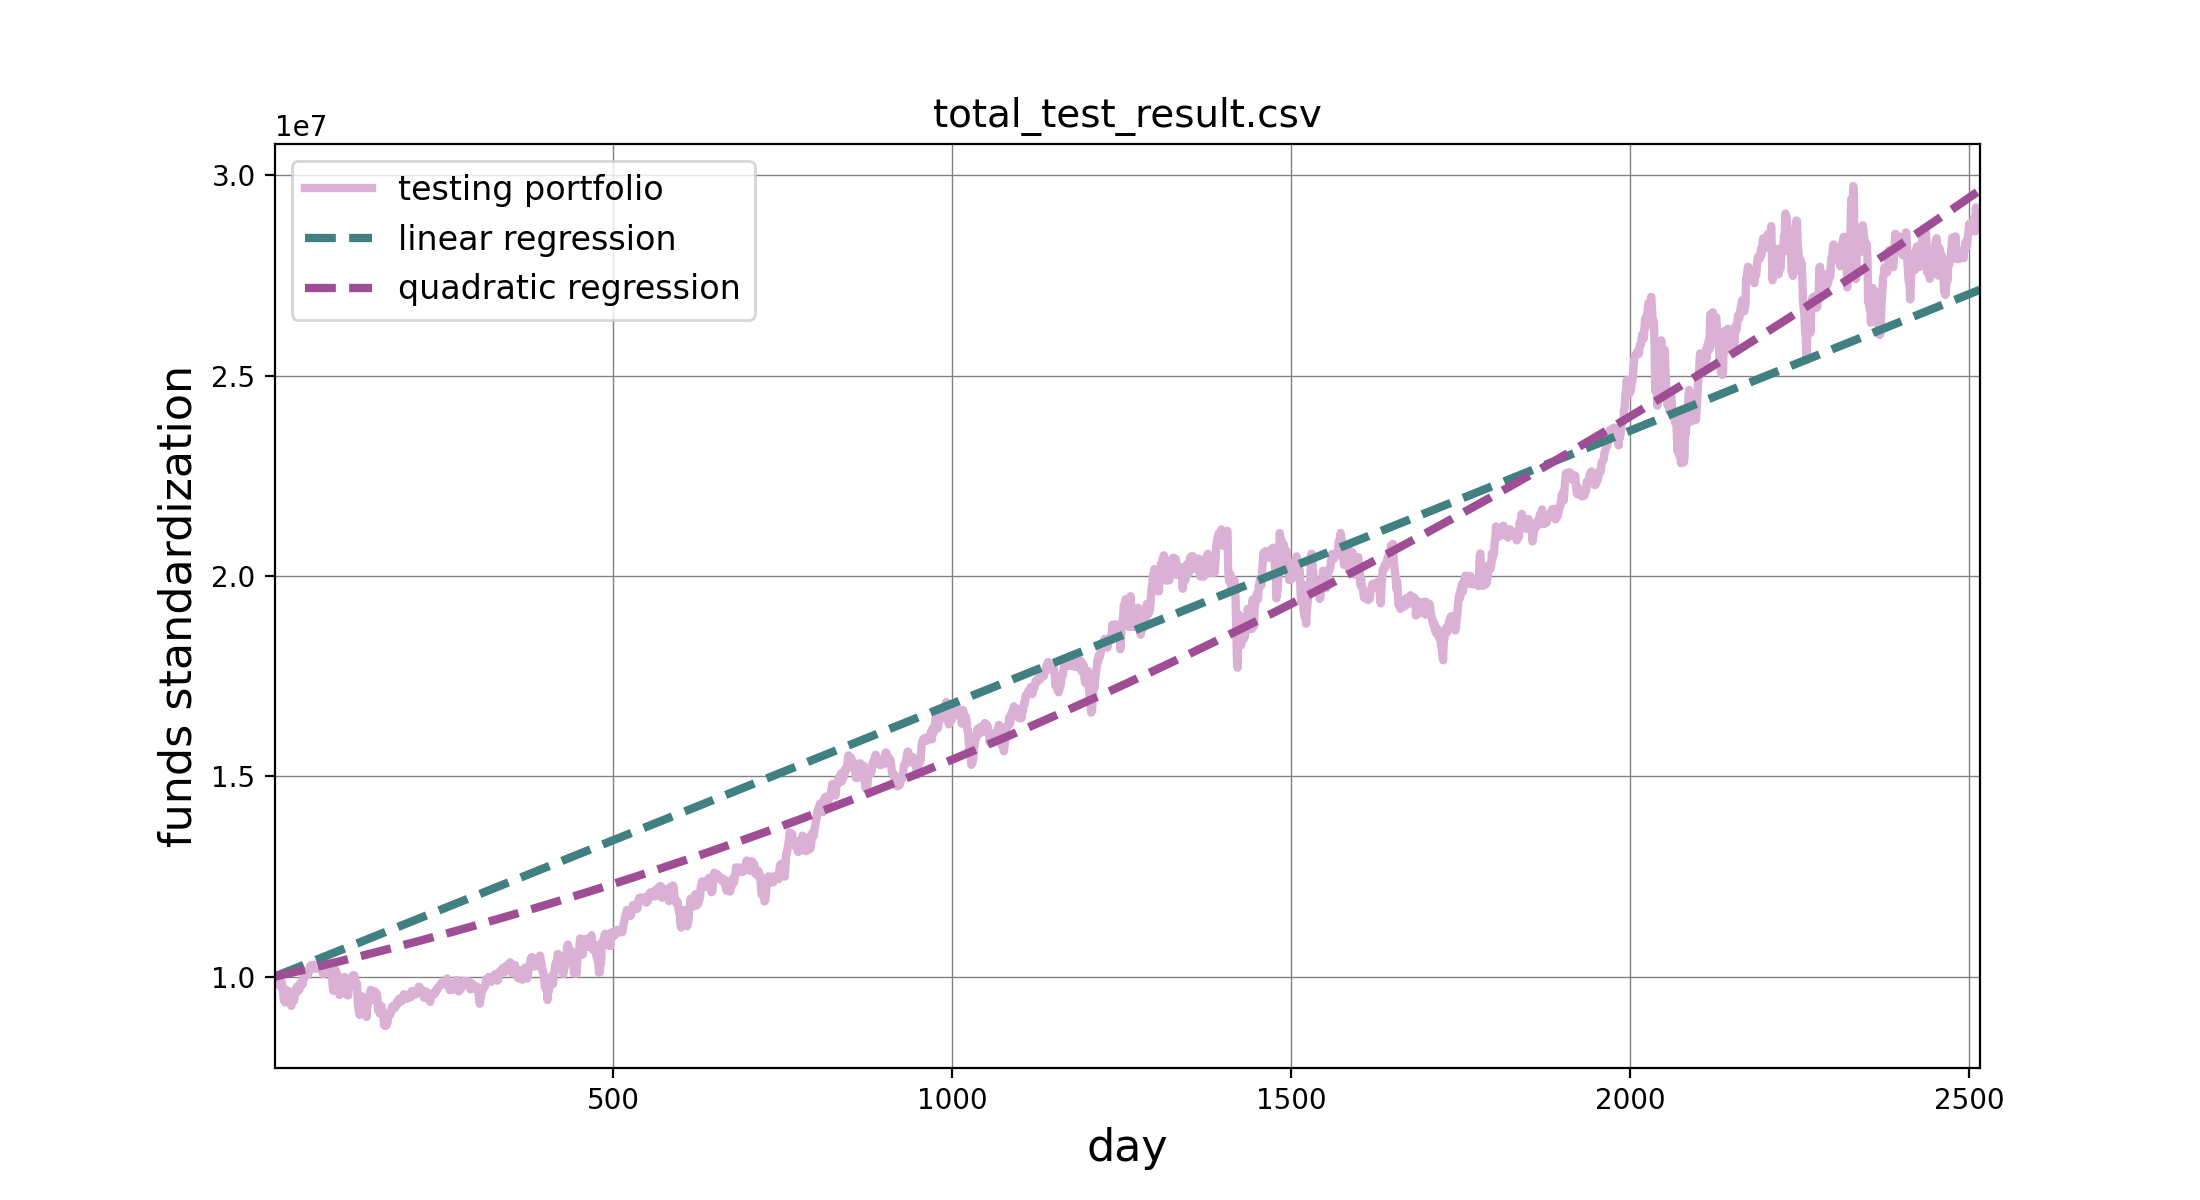 total_test_result.csv
1e7
testing portfolio
linear regression
quadratic regression
3.0
2.5
2.0
1.5
1.0
funds standardization
500 1000 1500 2000 2500
day